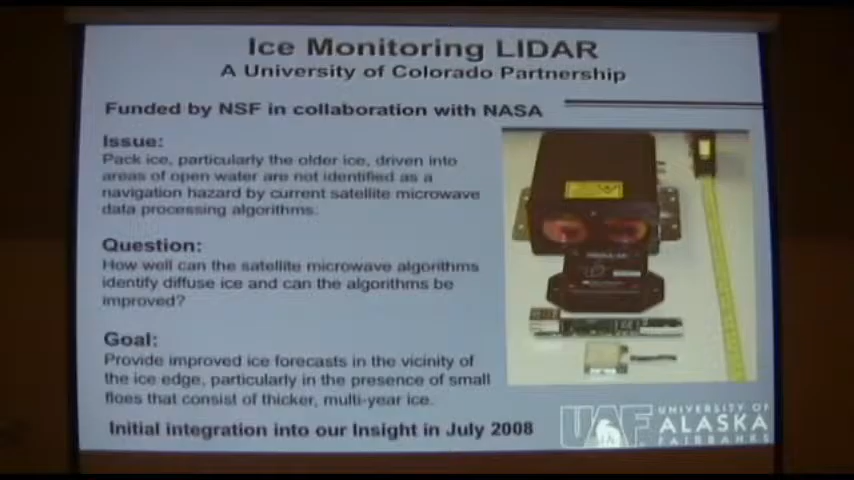 Ice Monitoring LIDAR
A University of Colorado Partnership
Funded by NSF in collaboration with NASA
Issue:
Pack ice, particularly the older ice, driven into
areas of open water are not identified as a
navigation hazard by current satellite microwave
data processing algorithms.
Question:
How well can the satellite microwave algorithms
identify diffuse ice and can the algorithms be
improved?
Goal:
Provide improved ice forecasts in the vicinity of
the ice edge, particularly in the presence of small
floes that consist of thicker, multi-year ice.
Initial integration into our Insight in July 2008
UAF UNIVERSITY OF
ALASKA
FAIRBANKS